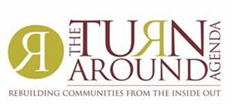 R
THE TURN
AROUND AGENDA
REBUILDING COMMUNITIES FROM THE INSIDE OUT